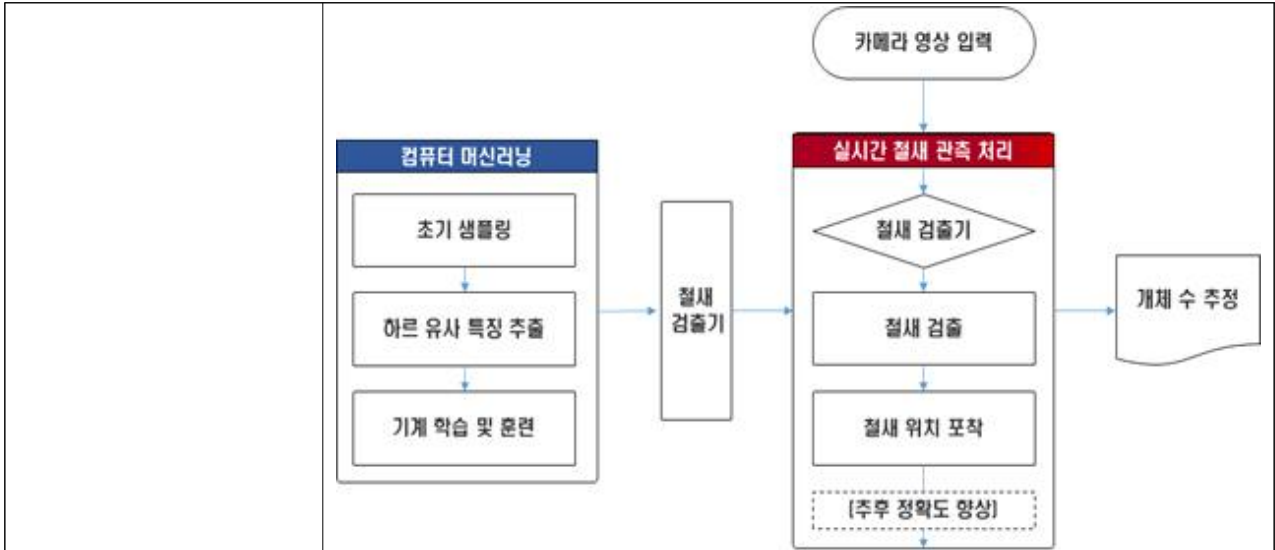 카메라 영상 입력
컴퓨터 머신러닝
초기 샘플링
하르 유사 특징 추출
기계 학습 및 훈련
철새
검출기
실시간 철새 관측 처리
철새 검출기
철새 검출
철새 위치 포착
(추후 정확도 향상)
개체 수 추정